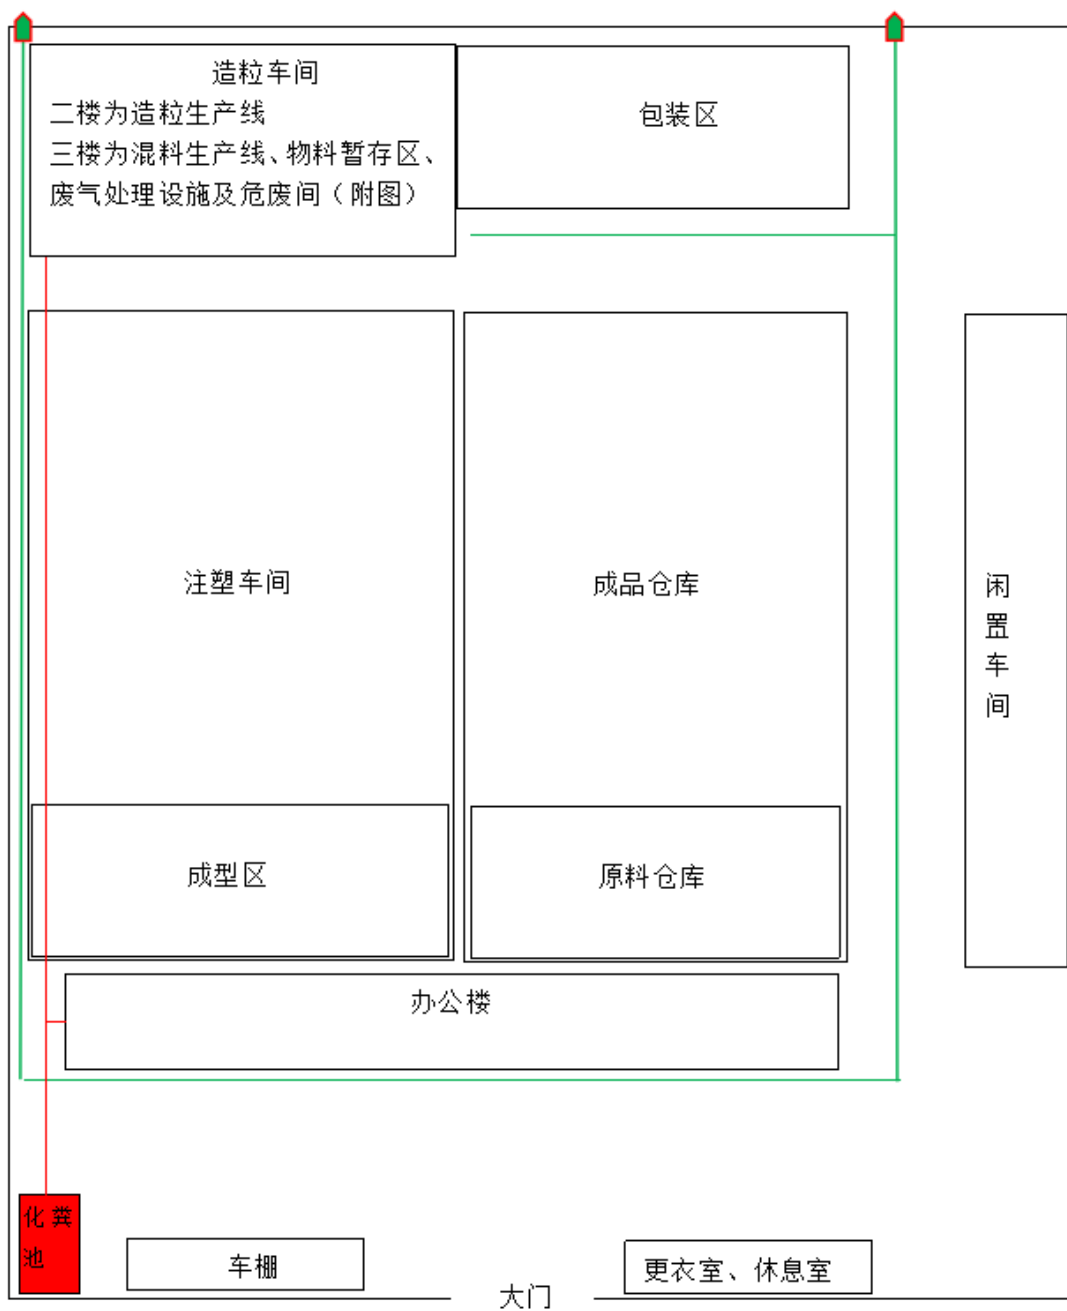 造粒车间
二楼为造粒生产线
三楼为混料生产线、物料暂存区、
废气处理设施及危废间（附图）
包装区
注塑车间
成品仓库
闲
置
车
间
成型区
原料仓库
办公楼
化粪
池
车棚
更衣室、休息室
大门